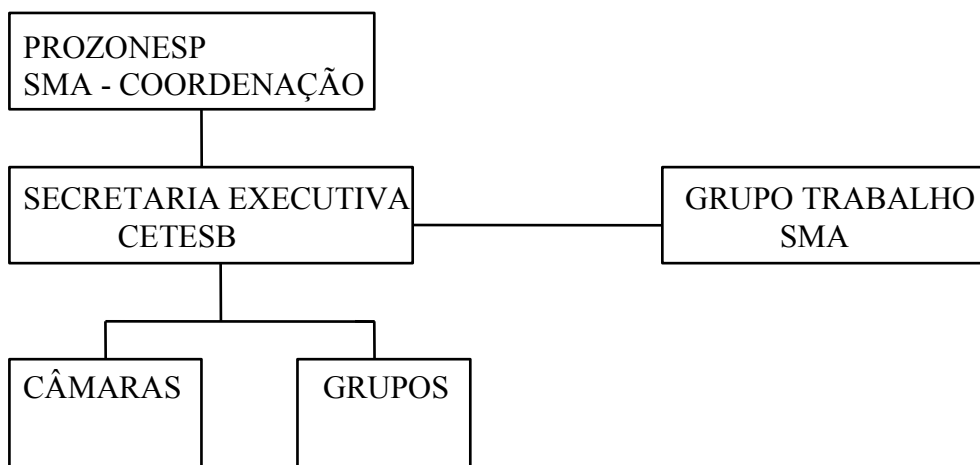 PROZONESP
SMA - COORDENAÇÃO
SECRETARIA EXECUTIVA
CETESB
GRUPO TRABALHO
SMA
CÂMARAS
GRUPOS